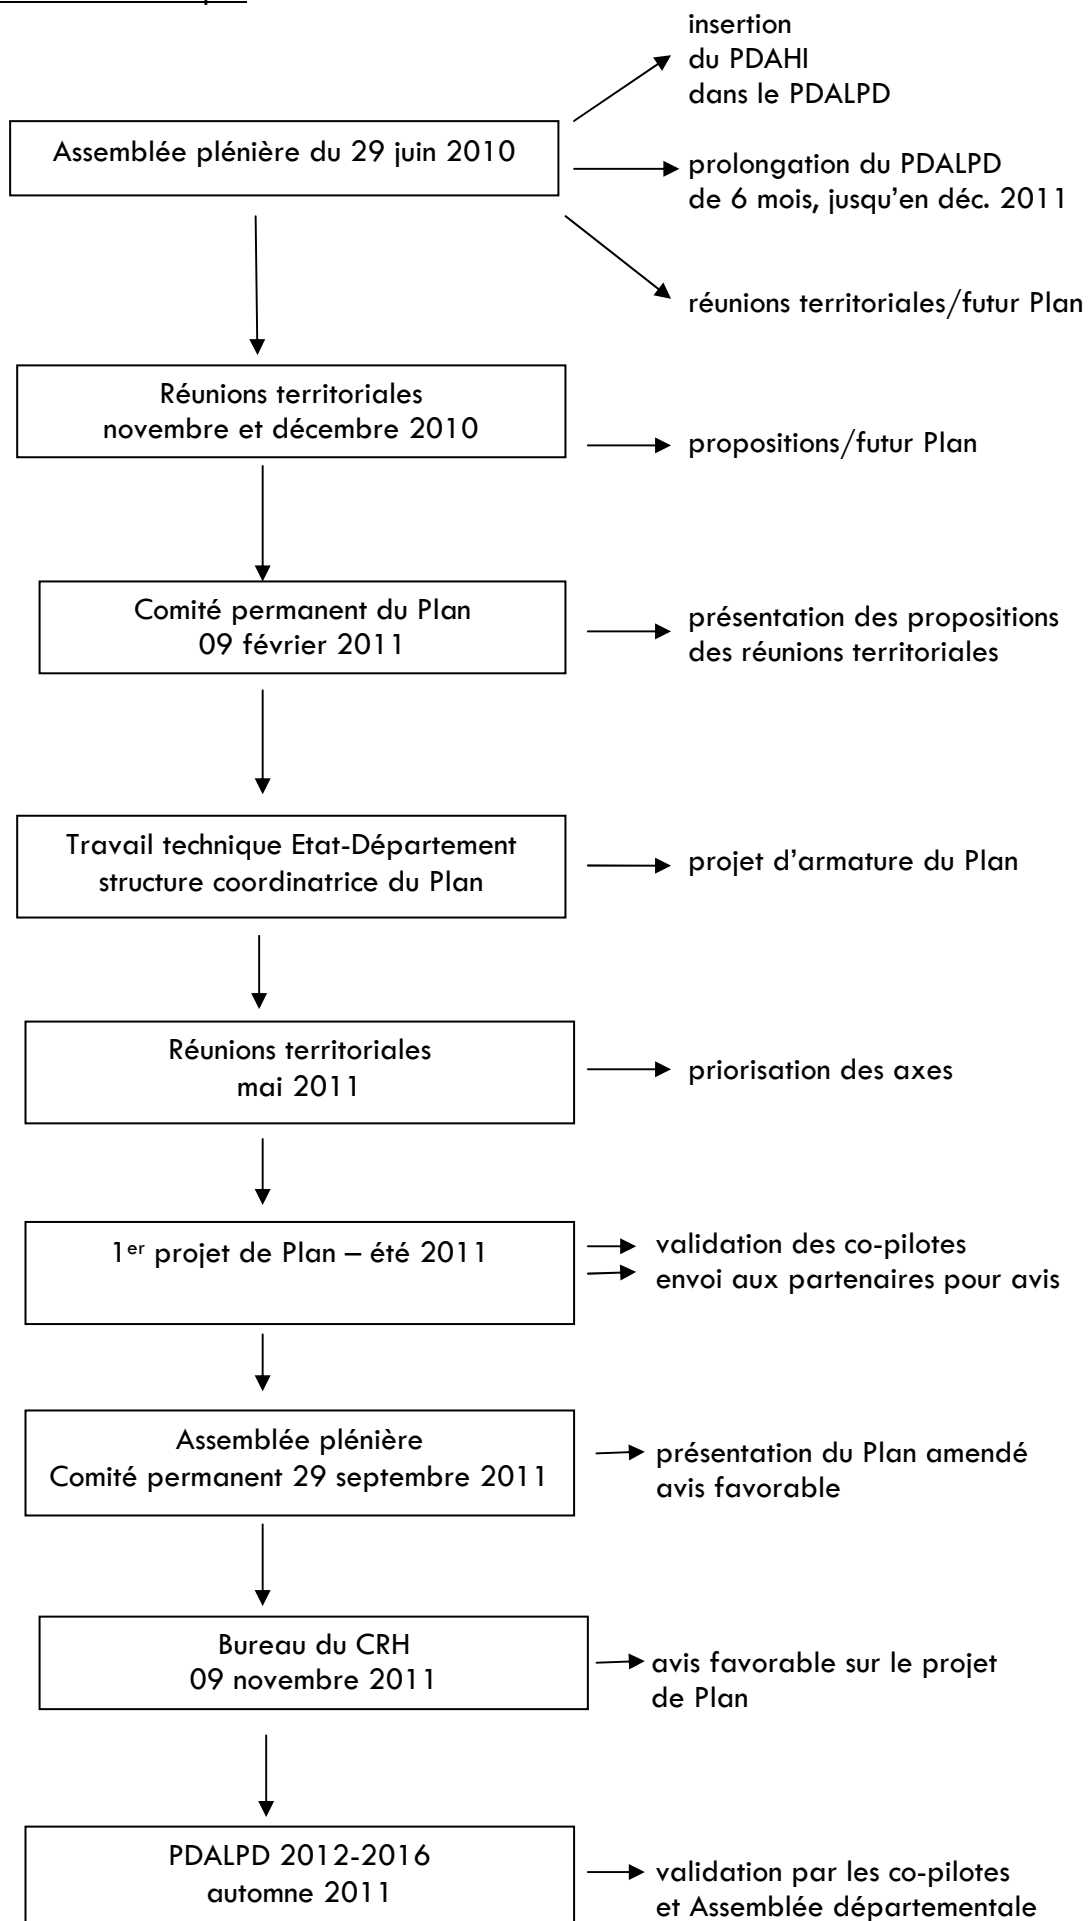 insertion
du PDAHI
dans le PDALPD
Assemblée plénière du 29 juin 2010
prolongation du PDALPD
de 6 mois, jusqu'en déc. 2011
réunions territoriales/futur Plan
Réunions territoriales
novembre et décembre 2010
propositions/futur Plan
Comité permanent du Plan
09 février 2011
présentation des propositions
des réunions territoriales
Travail technique Etat-Département
structure coordinatrice du Plan
projet d'armature du Plan
Réunions territoriales
mai 2011
priorisation des axes
1er projet de Plan – été 2011
validation des co-pilotes
envoi aux partenaires pour avis
Assemblée plénière
Comité permanent 29 septembre 2011
présentation du Plan amendé
avis favorable
Bureau du CRH
09 novembre 2011
avis favorable sur le projet
de Plan
PDALPD 2012-2016
automne 2011
validation par les co-pilotes
et Assemblée départementale